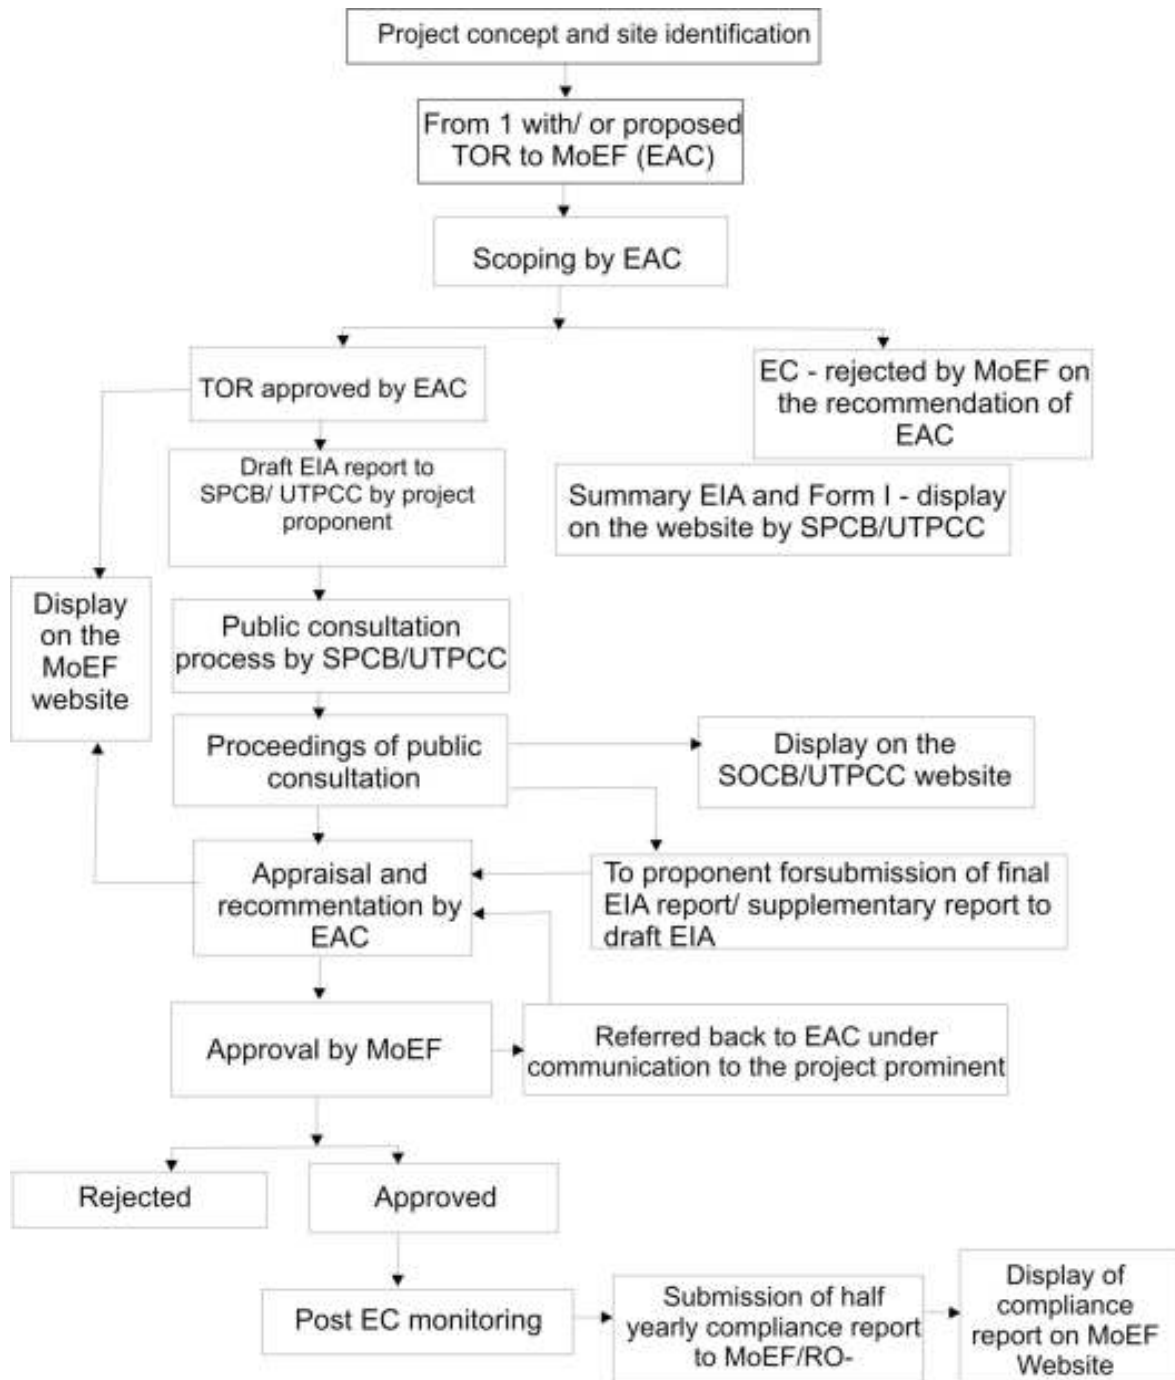 Project concept and site identification
From 1 with/ or proposed
TOR to MoEF (EAC)
Scoping by EAC
TOR approved by EAC
EC - rejected by MoEF on
the recommendation of
EAC
Draft EIA report to
SPCB/ UTPCC by project
proponent
Summary EIA and Form I - display
on the website by SPCB/UTPCC
Display
on the
MoEF
website
Public consultation
process by SPCB/UTPCC
Proceedings of public
consultation
Display on the
SOCB/UTPCC website
Appraisal and
recommentation by
EAC
To proponent forsubmission of final
EIA report/ supplementary report to
draft EIA
Approval by MoEF
Referred back to EAC under
communication to the project prominent
Rejected
Approved
Post EC monitoring
Submission of half
yearly compliance report
to MoEF/RO-
Display of
compliance
report on MoEF
Website